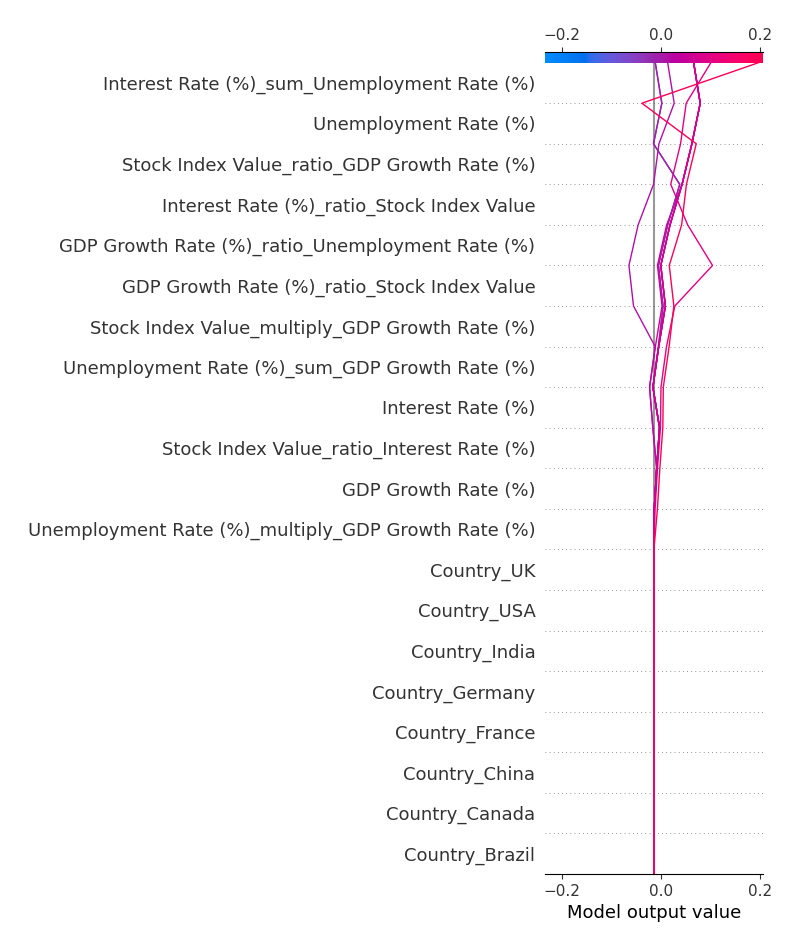 −0.2 0.0 0.2
Interest Rate (%)_sum_Unemployment Rate (%)
Unemployment Rate (%)
Stock Index Value_ratio_GDP Growth Rate (%)
Interest Rate (%)_ratio_Stock Index Value
GDP Growth Rate (%)_ratio_Unemployment Rate (%)
GDP Growth Rate (%)_ratio_Stock Index Value
Stock Index Value_multiply_GDP Growth Rate (%)
Unemployment Rate (%)_sum_GDP Growth Rate (%)
Interest Rate (%)
Stock Index Value_ratio_Interest Rate (%)
GDP Growth Rate (%)
Unemployment Rate (%)_multiply_GDP Growth Rate (%)
Country_UK
Country_USA
Country_India
Country_Germany
Country_France
Country_China
Country_Canada
Country_Brazil
−0.2 0.0 0.2
Model output value